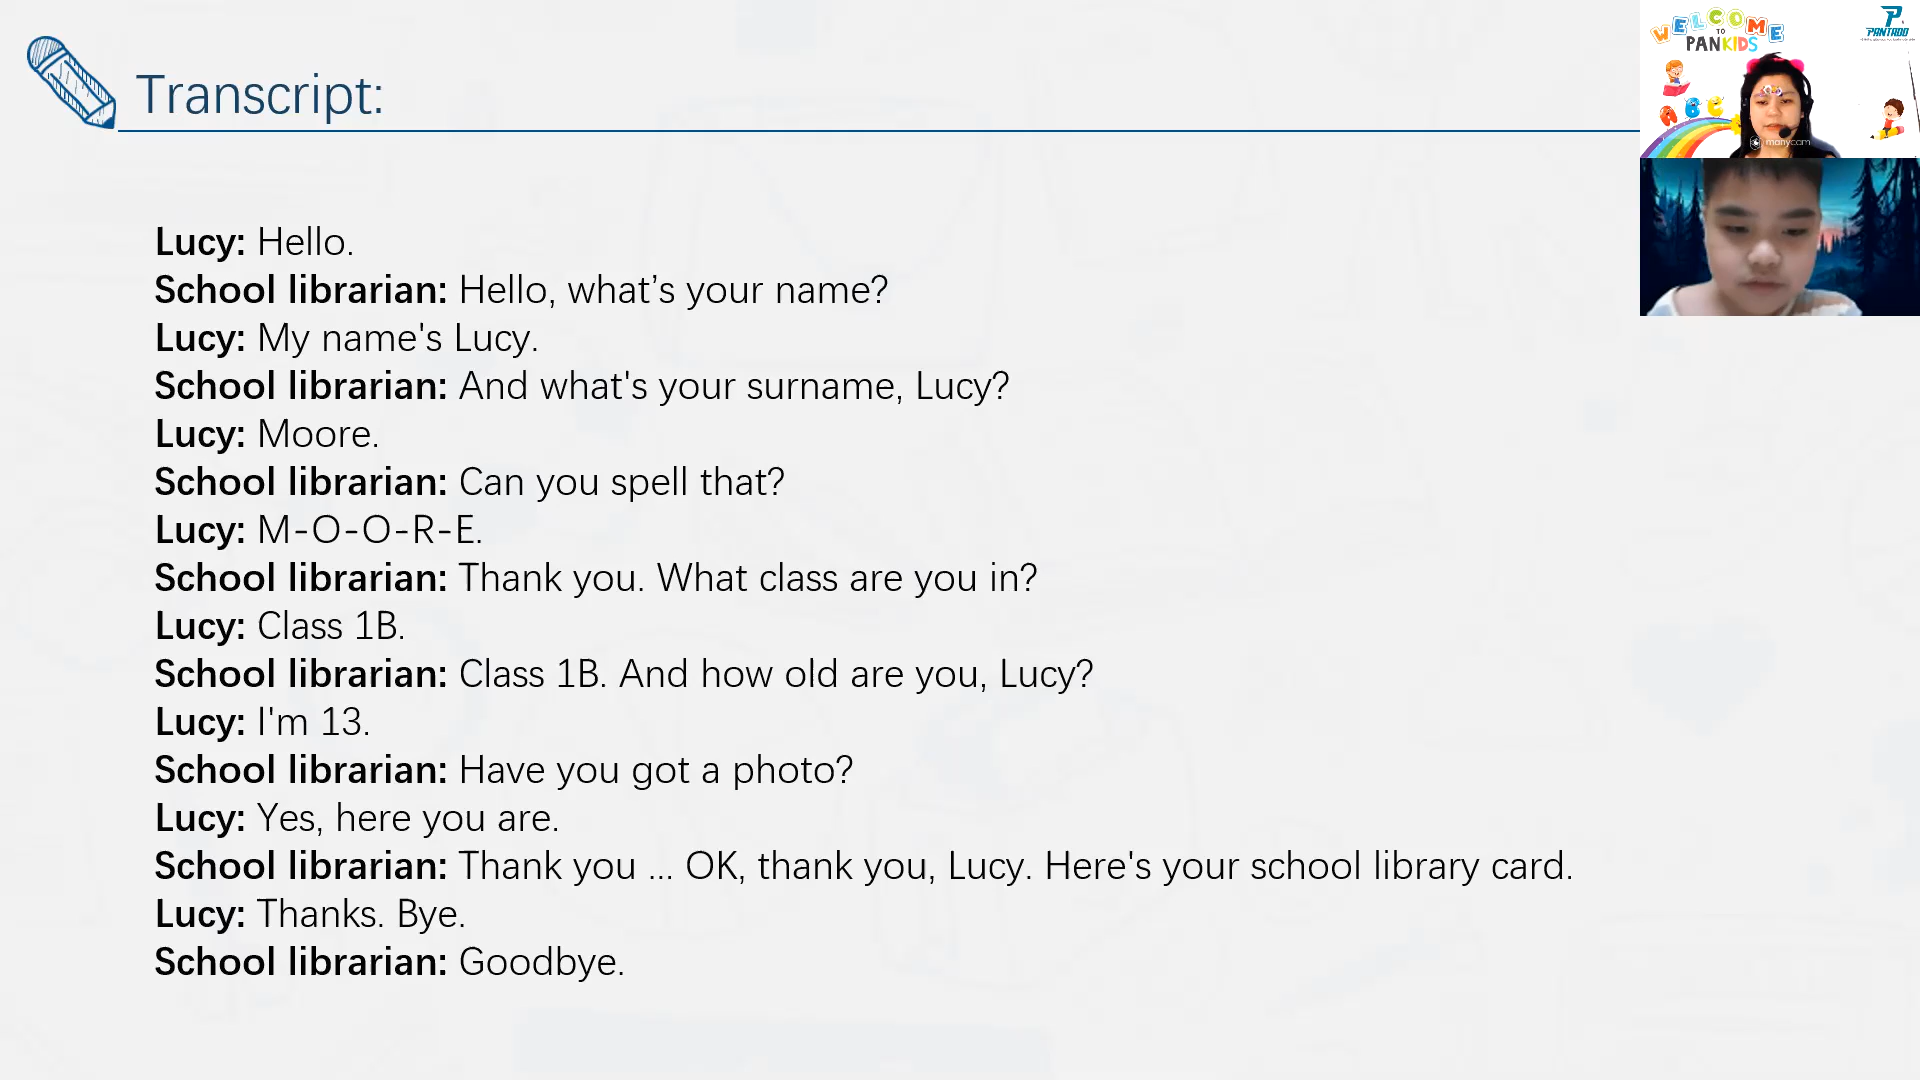 Transcript:
Lucy: Hello.
School librarian: Hello, what’s your name?
Lucy: My name's Lucy.
School librarian: And what's your surname, Lucy?
Lucy: Moore.
School librarian: Can you spell that?
Lucy: M-O-O-R-E.
School librarian: Thank you. What class are you in?
Lucy: Class 1B.
School librarian: Class 1B. And how old are you, Lucy?
Lucy: I'm 13.
School librarian: Have you got a photo?
Lucy: Yes, here you are.
School librarian: Thank you ... OK, thank you, Lucy. Here's your school library card.
Lucy: Thanks. Bye.
School librarian: Goodbye.
WELCOME
TO
PANKIDS
PANTADO
ABC
manycam